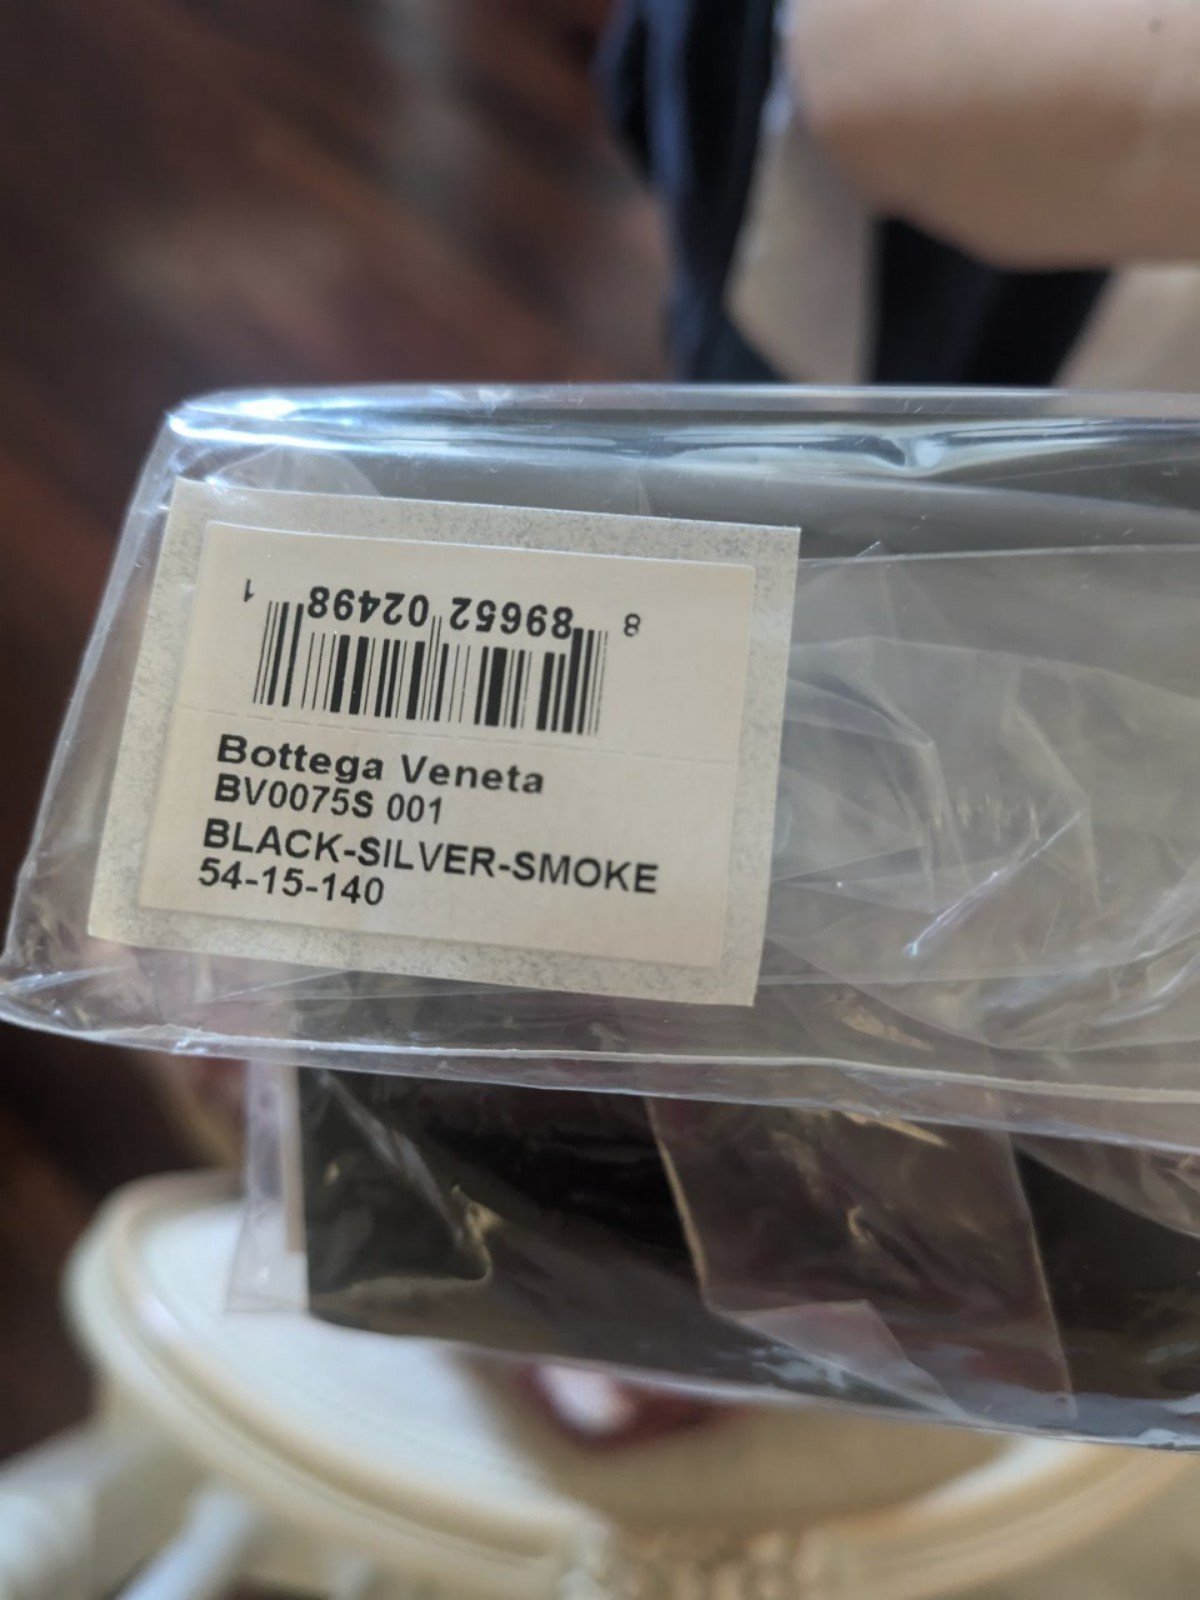 8 89652 02498 1
Bottega Veneta
BV0075S 001
BLACK-SILVER-SMOKE
54-15-140